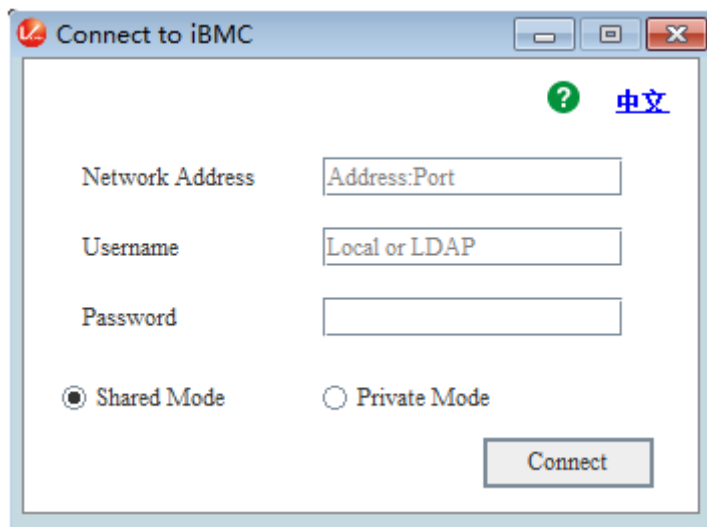 Connect to iBMC
?
中文
Network Address Address:Port
Username Local or LDAP
Password
Shared Mode Private Mode
Connect